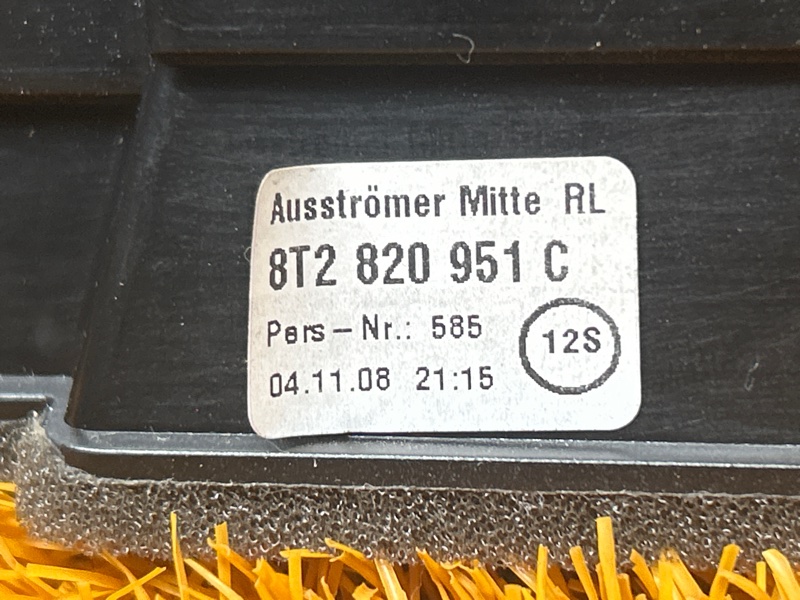 Ausströmer Mitte RL
8T2 820 951 C
Pers-Nr.: 585
12S
04.11.08 21:15